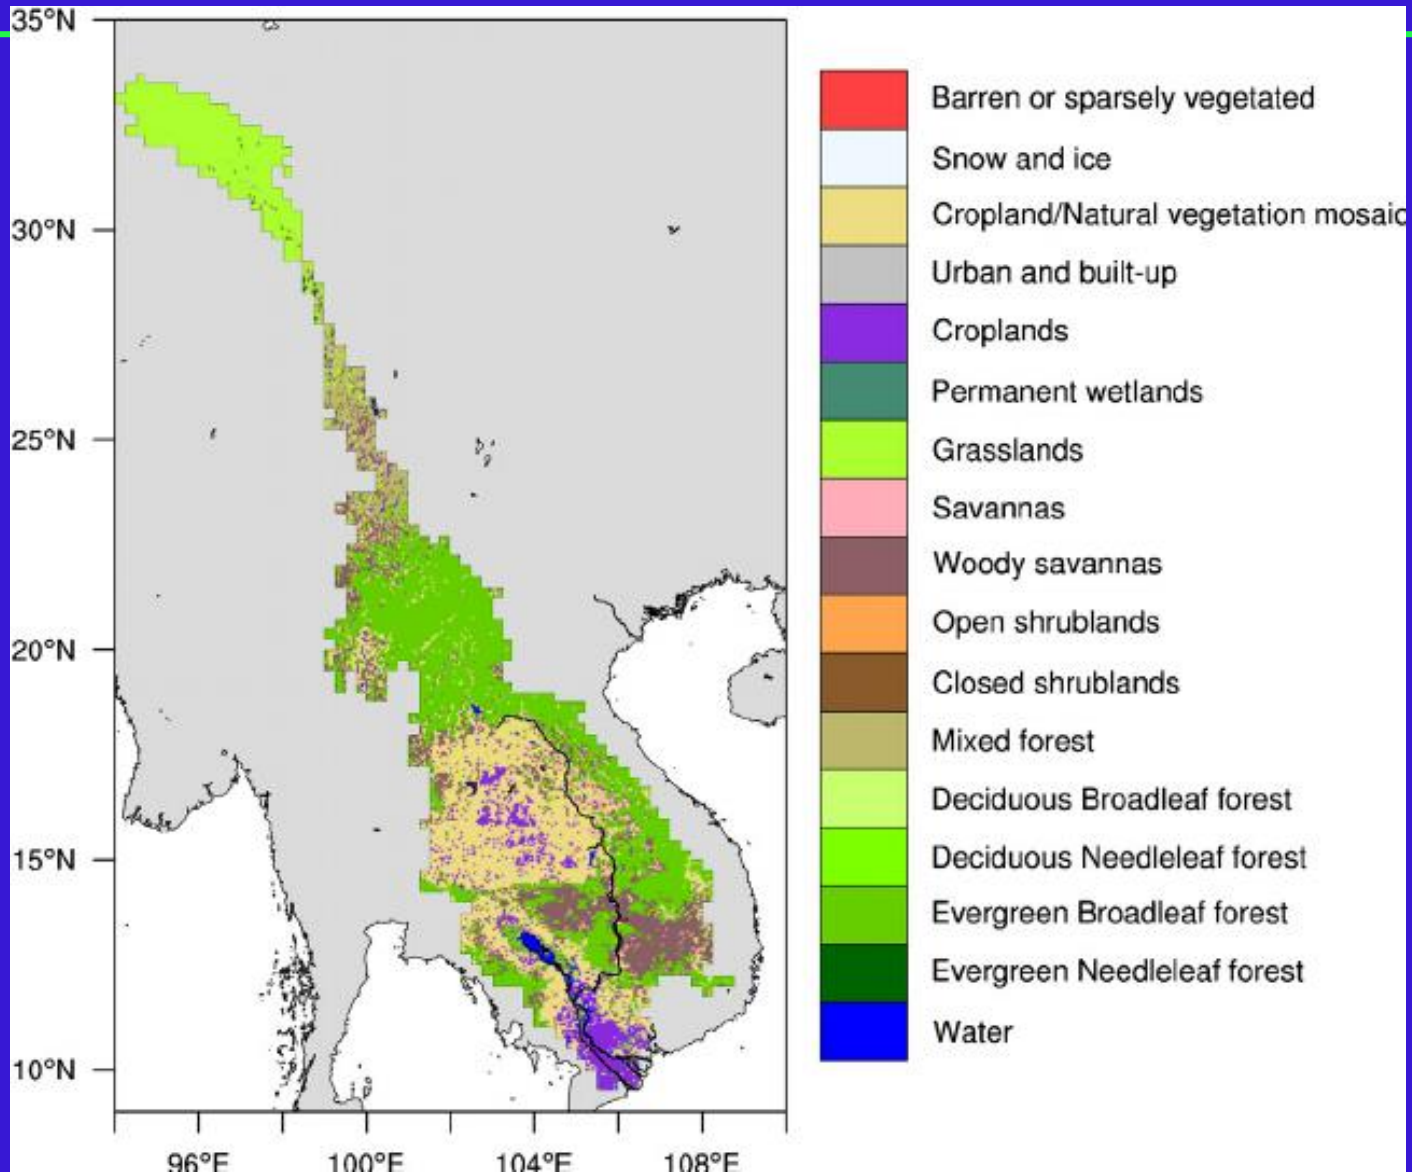 35°N
30°N
25°N
20°N
15°N
10°N
96°E 100°E 104°E 108°E
Barren or sparsely vegetated
Snow and ice
Cropland/Natural vegetation mosaic
Urban and built-up
Croplands
Permanent wetlands
Grasslands
Savannas
Woody savannas
Open shrublands
Closed shrublands
Mixed forest
Deciduous Broadleaf forest
Deciduous Needleleaf forest
Evergreen Broadleaf forest
Evergreen Needleleaf forest
Water